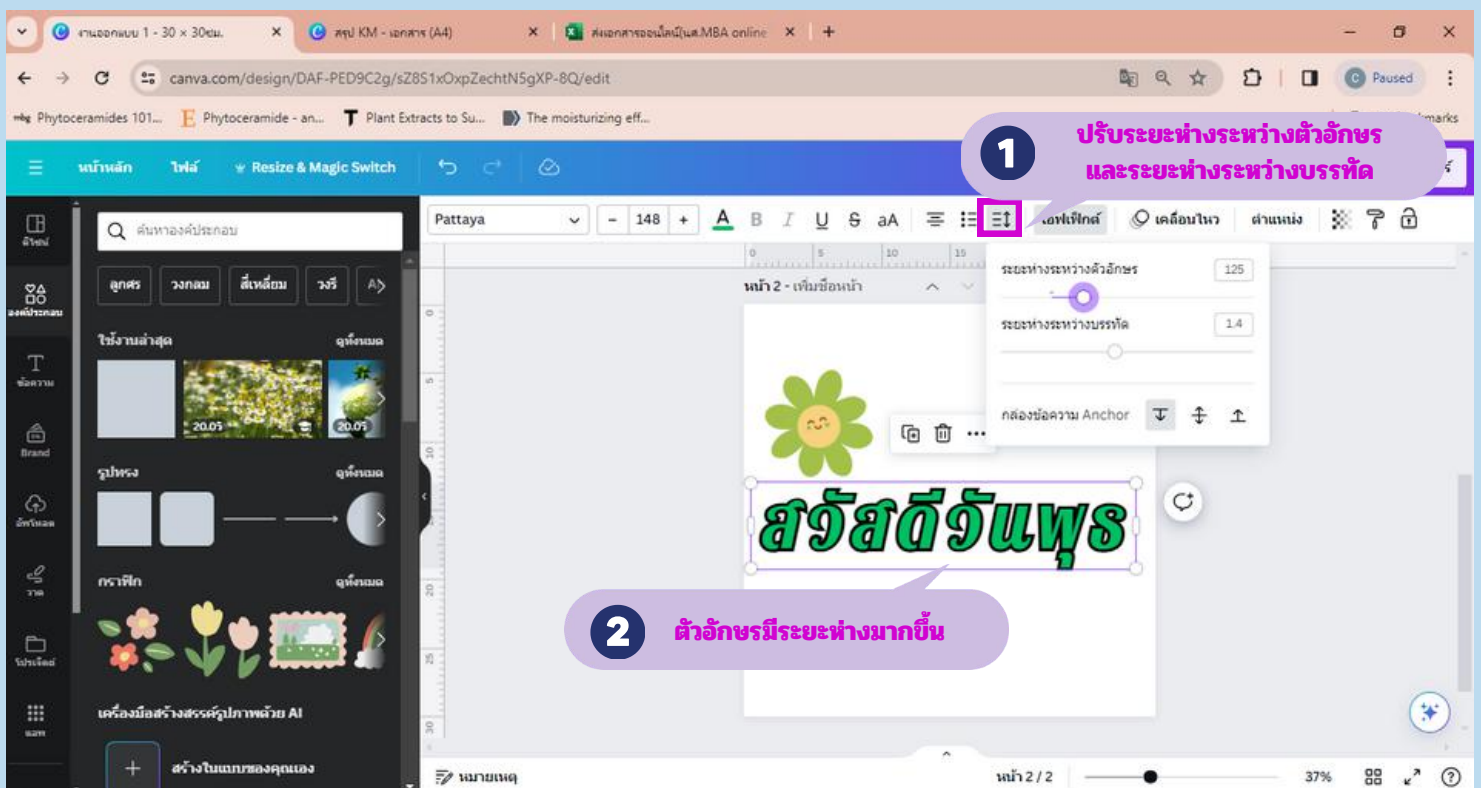 งานออกแบบ 1 - 30 × 30ซม.
สรุป KM - เอกสาร (A4)
ส่งเอกสารออนไลน์(นศ.MBA online
canva.com/design/DAF-PED9C2g/sZ8S1xOxpZechtN5gXP-8Q/edit
Paused
Phytoceramides 101...
Phytoceramide - an...
Plant Extracts to Su...
The moisturizing eff...
1
ปรับระยะห่างระหว่างตัวอักษร
และระยะห่างระหว่างบรรทัด
หน้าหลัก
ไฟล์
Resize & Magic Switch
Pattaya
- 148 +
A B I U S aA
เอฟเฟ็กต์
เคลื่อนไหว
ตำแหน่ง
ดีไซน์
องค์ประกอบ
ข้อความ
Brand
อัพโหลด
วาด
โปรเจ็คต์
แอพ
ค้นหาองค์ประกอบ
ลูกศร
วงกลม
สี่เหลี่ยม
วงรี
ใช้งานล่าสุด
ดูทั้งหมด
20.05
20.05
รูปทรง
ดูทั้งหมด
กราฟิก
ดูทั้งหมด
เครื่องมือสร้างสรรค์รูปภาพด้วย AI
สร้างในแบบของคุณเอง
0 5 10 15
หน้า 2 - เพิ่มชื่อหน้า
0
5
10
20
25
30
ระยะห่างระหว่างตัวอักษร
125
ระยะห่างระหว่างบรรทัด
1.4
กล่องข้อความ Anchor
สวัสดีวันพุธ
2
ตัวอักษรมีระยะห่างมากขึ้น
หมายเหตุ
หน้า 2 / 2
37%